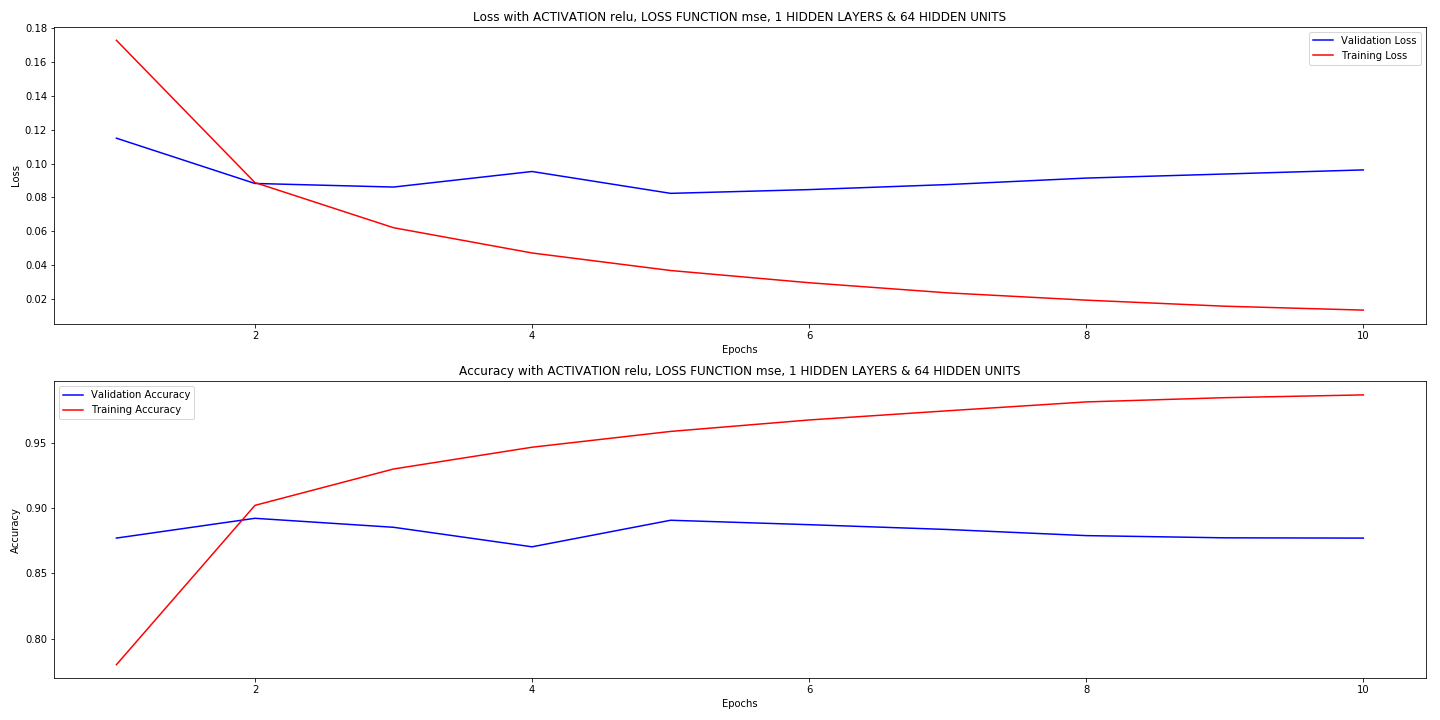 Loss with ACTIVATION relu, LOSS FUNCTION mse, 1 HIDDEN LAYERS & 64 HIDDEN UNITS
Validation Loss
Training Loss
0.18
0.16
0.14
0.12
0.10
0.08
0.06
0.04
0.02
Loss
2
4
6
8
10
Epochs
Accuracy with ACTIVATION relu, LOSS FUNCTION mse, 1 HIDDEN LAYERS & 64 HIDDEN UNITS
Validation Accuracy
Training Accuracy
0.95
0.90
0.85
0.80
Accuracy
2
4
6
8
10
Epochs